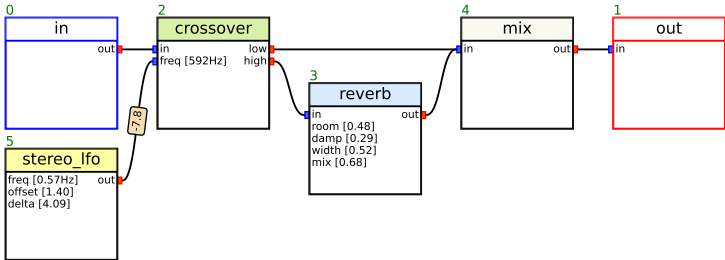 0
in
out
2
crossover
in
low
freq [592Hz]
high
4
mix
in
out
1
out
in
3
reverb
in
out
room [0.48]
damp [0.29]
width [0.52]
mix [0.68]
-7.8
5
stereo_lfo
freq [0.57Hz]
out
offset [1.40]
delta [4.09]